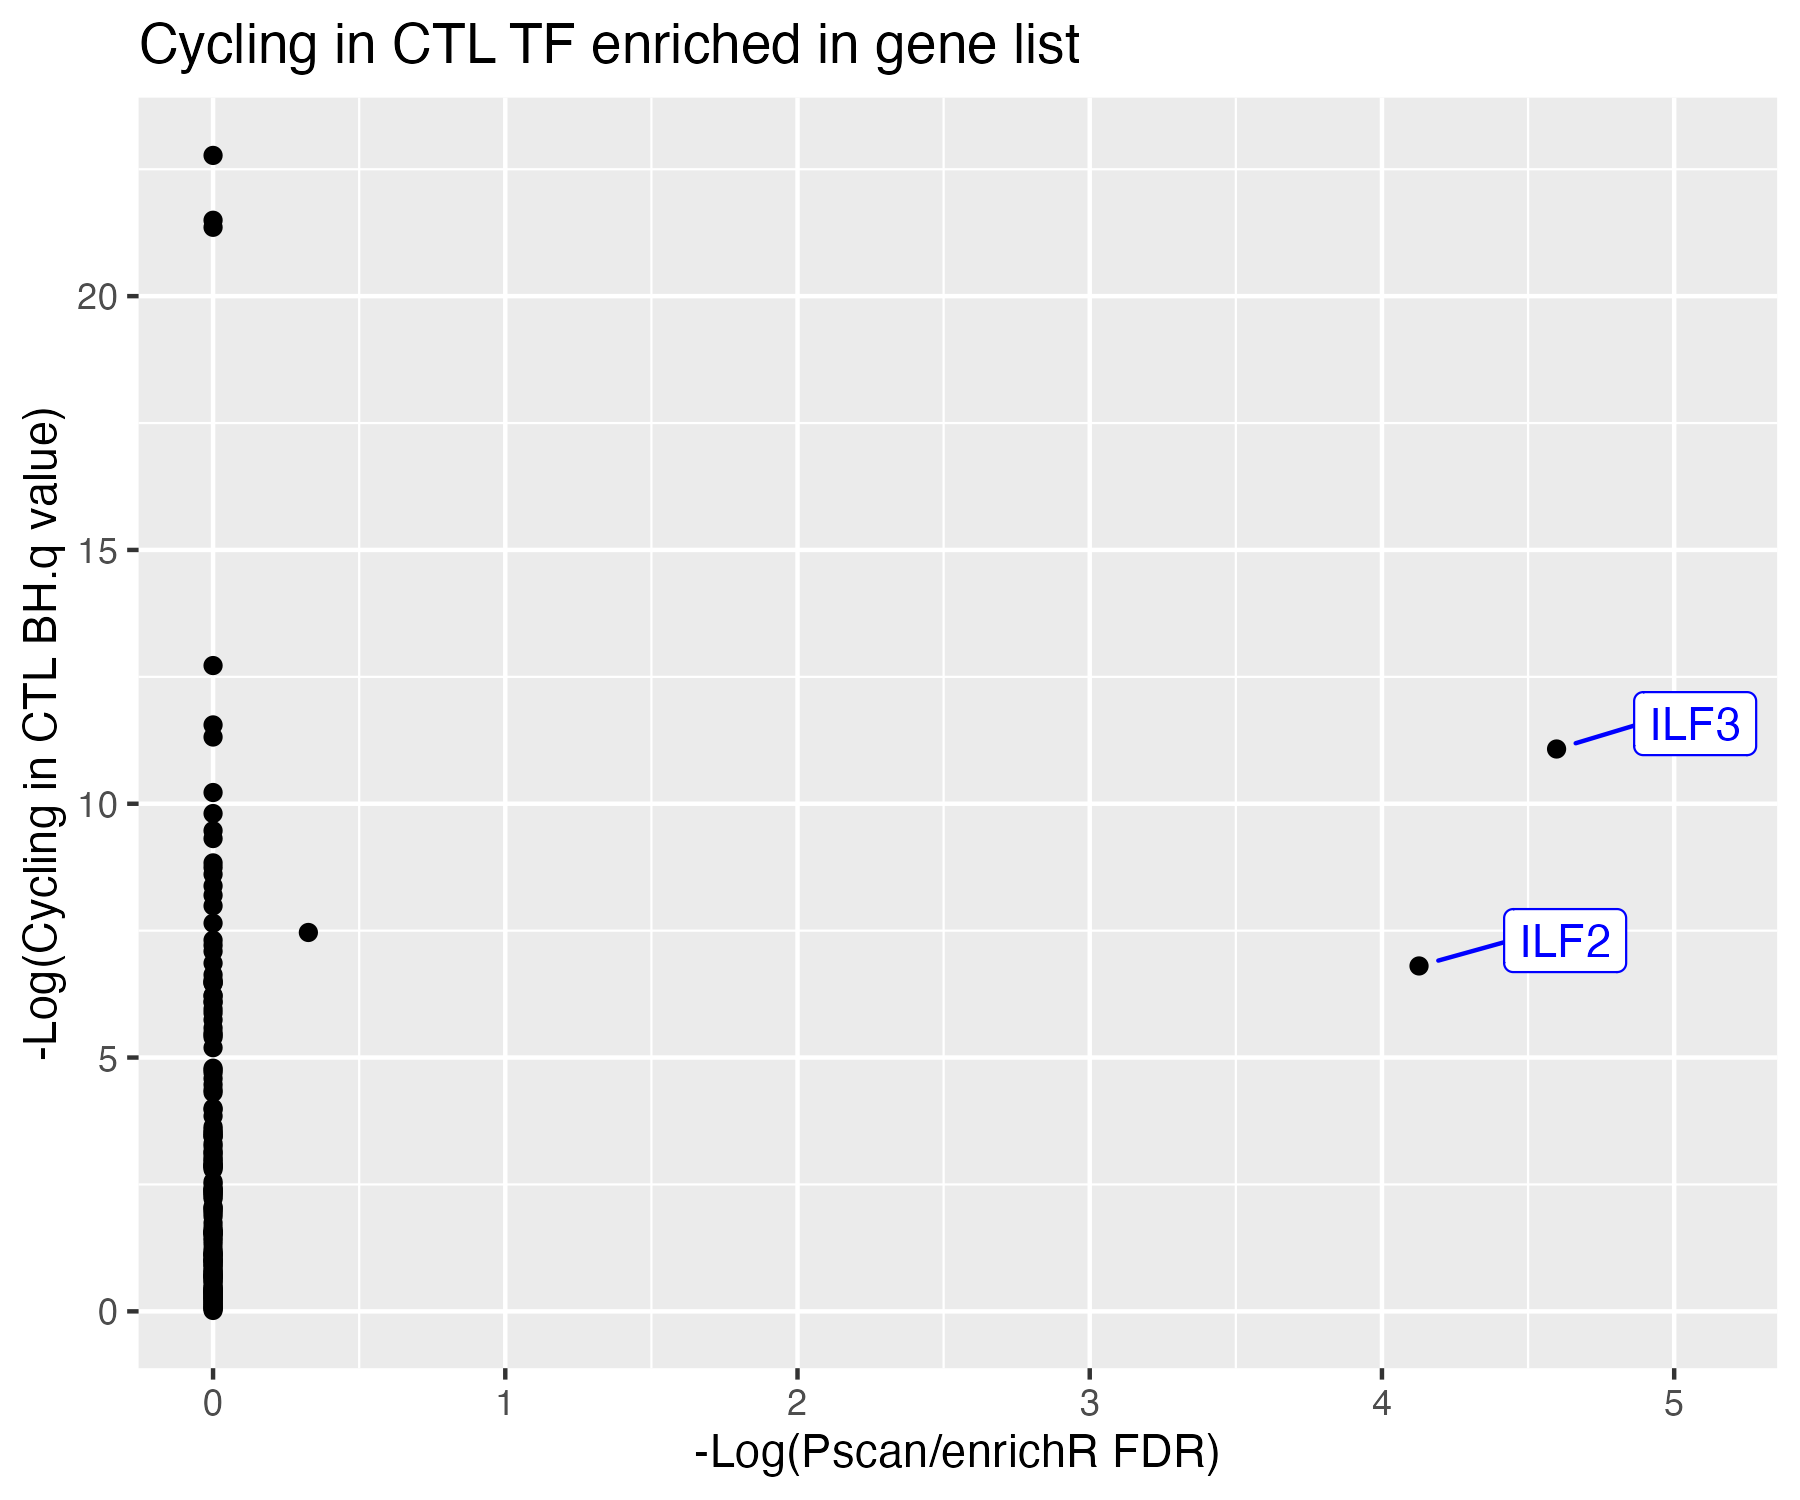 Cycling in CTL TF enriched in gene list
-Log(Cycling in CTL BH.q value)
20
15
10
5
0
ILF3
ILF2
0 1 2 3 4 5
-Log(Pscan/enrichR FDR)